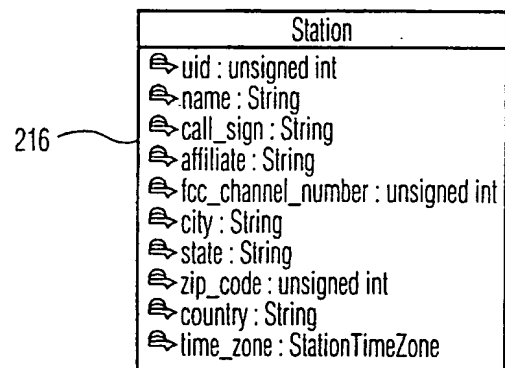 Station
uid : unsigned int
name : String
call_sign : String
affiliate : String
fcc_channel_number : unsigned int
city : String
state : String
zip_code : unsigned int
country : String
time_zone : StationTimeZone
216